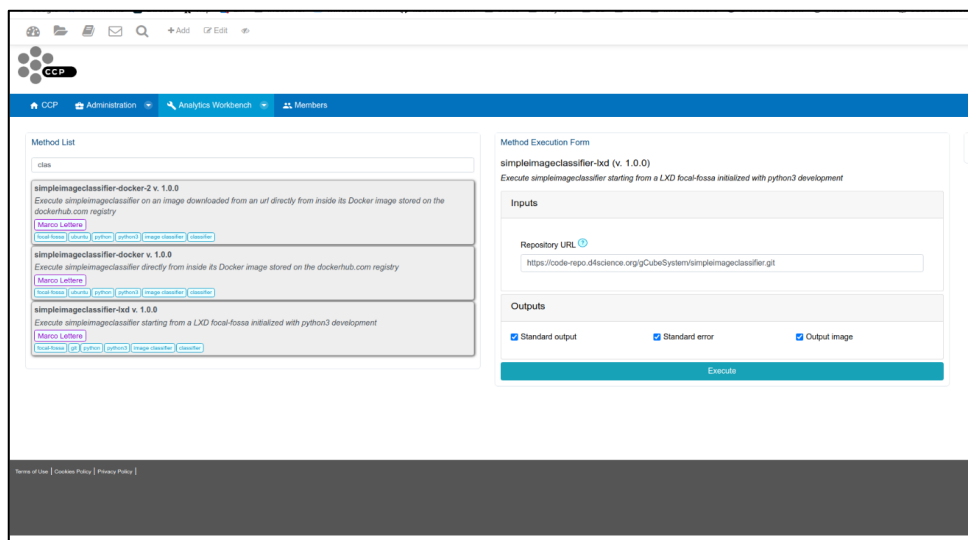 +Add Edit
CCP
CCP Administration Analytics Workbench Members
Method List
clas
simpleimageclassifier-docker-2 v. 1.0.0
Execute simpleimageclassifier on an image downloaded from an url directly from inside its Docker image stored on the
dockerhub.com registry
Marco Lettere
focal-fossa ubuntu python python3 image classifier classifier
simpleimageclassifier-docker v. 1.0.0
Execute simpleimageclassifier directly from inside its Docker image stored on the dockerhub.com registry
Marco Lettere
focal-fossa ubuntu python python3 image classifier classifier
simpleimageclassifier-lxd v. 1.0.0
Execute simpleimageclassifier starting from a LXD focal-fossa initialized with python3 development
Marco Lettere
focal-fossa git python python3 image classifier classifier
Method Execution Form
simpleimageclassifier-lxd (v. 1.0.0)
Execute simpleimageclassifier starting from a LXD focal-fossa initialized with python3 development
Inputs
Repository URL ?
https://code-repo.d4science.org/gCubeSystem/simpleimageclassifier.git
Outputs
Standard output Standard error Output image
Execute
Terms of Use | Cookies Policy | Privacy Policy |